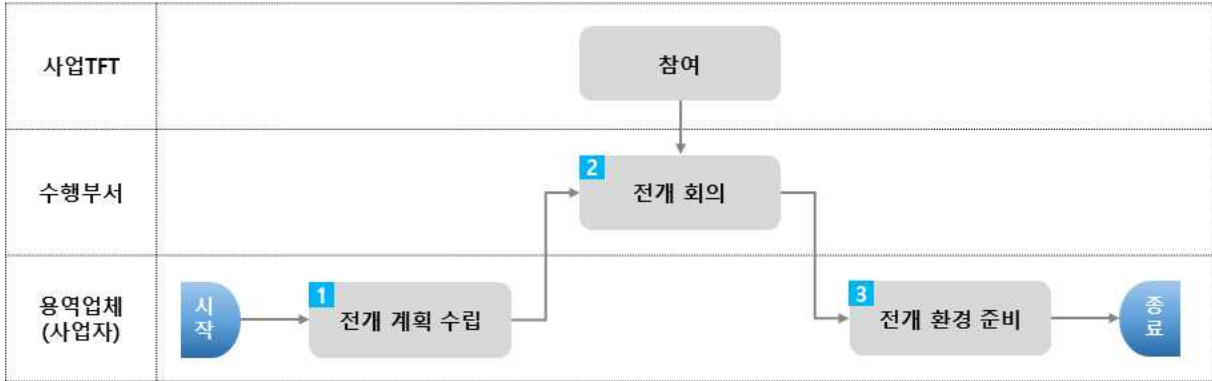 사업TFT
참여
수행부서
2
전개 회의
용역업체
(사업자)
시
작
1
전개 계획 수립
3
전개 환경 준비
종
료